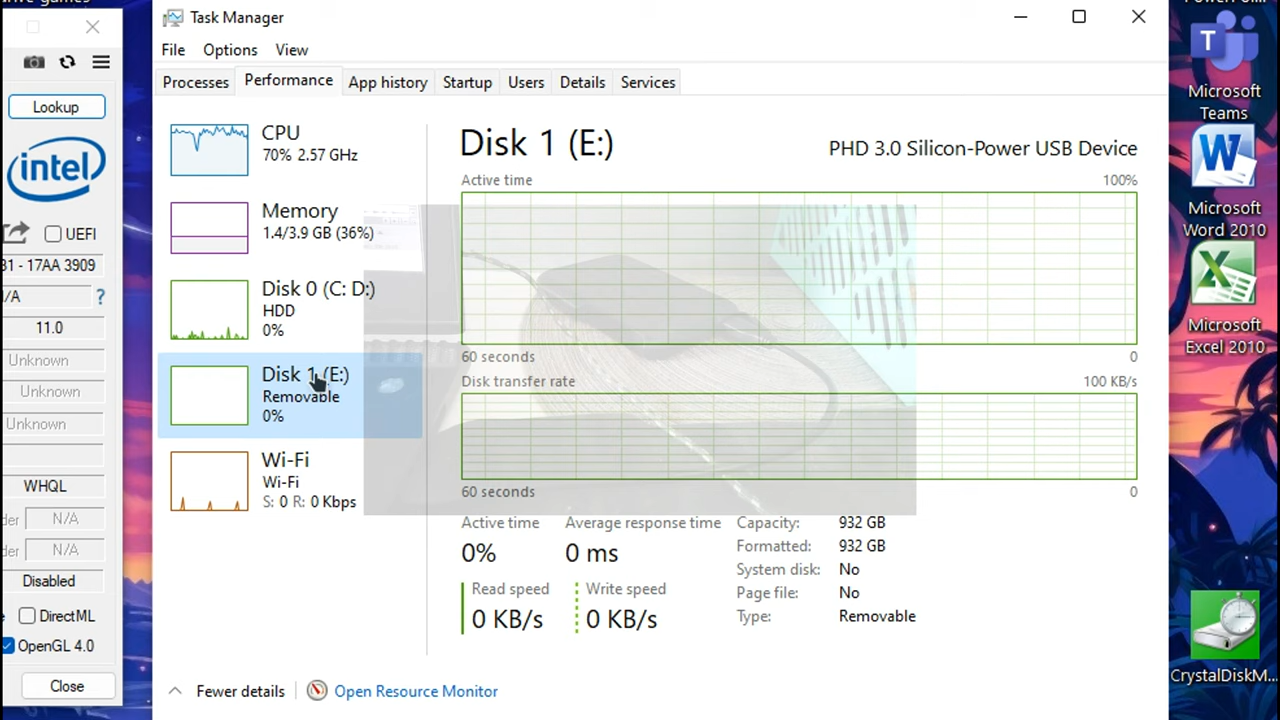 Task Manager
File Options View
Processes Performance App history Startup Users Details Services
CPU
70% 2.57 GHz
Memory
1.4/3.9 GB (36%)
Disk 0 (C: D:)
HDD
0%
Disk 1 (E:)
Removable
0%
Wi-Fi
Wi-Fi
S: 0 R: 0 Kbps
Disk 1 (E:)
PHD 3.0 Silicon-Power USB Device
Active time 100%
60 seconds 0
Disk transfer rate 100 KB/s
60 seconds 0
Active time Average response time
0% 0 ms
Read speed Write speed
0 KB/s 0 KB/s
Capacity: 932 GB
Formatted: 932 GB
System disk: No
Page file: No
Type: Removable
Fewer details Open Resource Monitor
Lookup
intel
UEFI
31 - 17AA 3909
/A ?
11.0
Unknown
Unknown
Unknown
WHQL
der N/A
der N/A
Disabled
DirectML
OpenGL 4.0
Close
T
Microsoft
Teams
W
Microsoft
Word 2010
X
Microsoft
Excel 2010
CrystalDiskM...